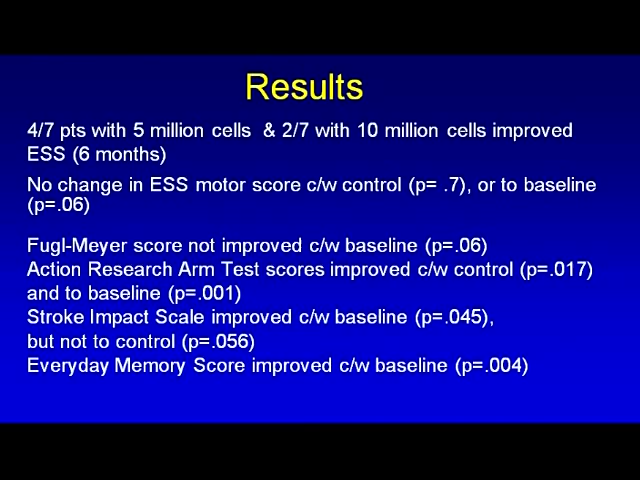 Results
4/7 pts with 5 million cells & 2/7 with 10 million cells improved
ESS (6 months)
No change in ESS motor score c/w control (p= .7), or to baseline
(p=.06)
Fugl-Meyer score not improved c/w baseline (p=.06)
Action Research Arm Test scores improved c/w control (p=.017)
and to baseline (p=.001)
Stroke Impact Scale improved c/w baseline (p=.045),
but not to control (p=.056)
Everyday Memory Score improved c/w baseline (p=.004)